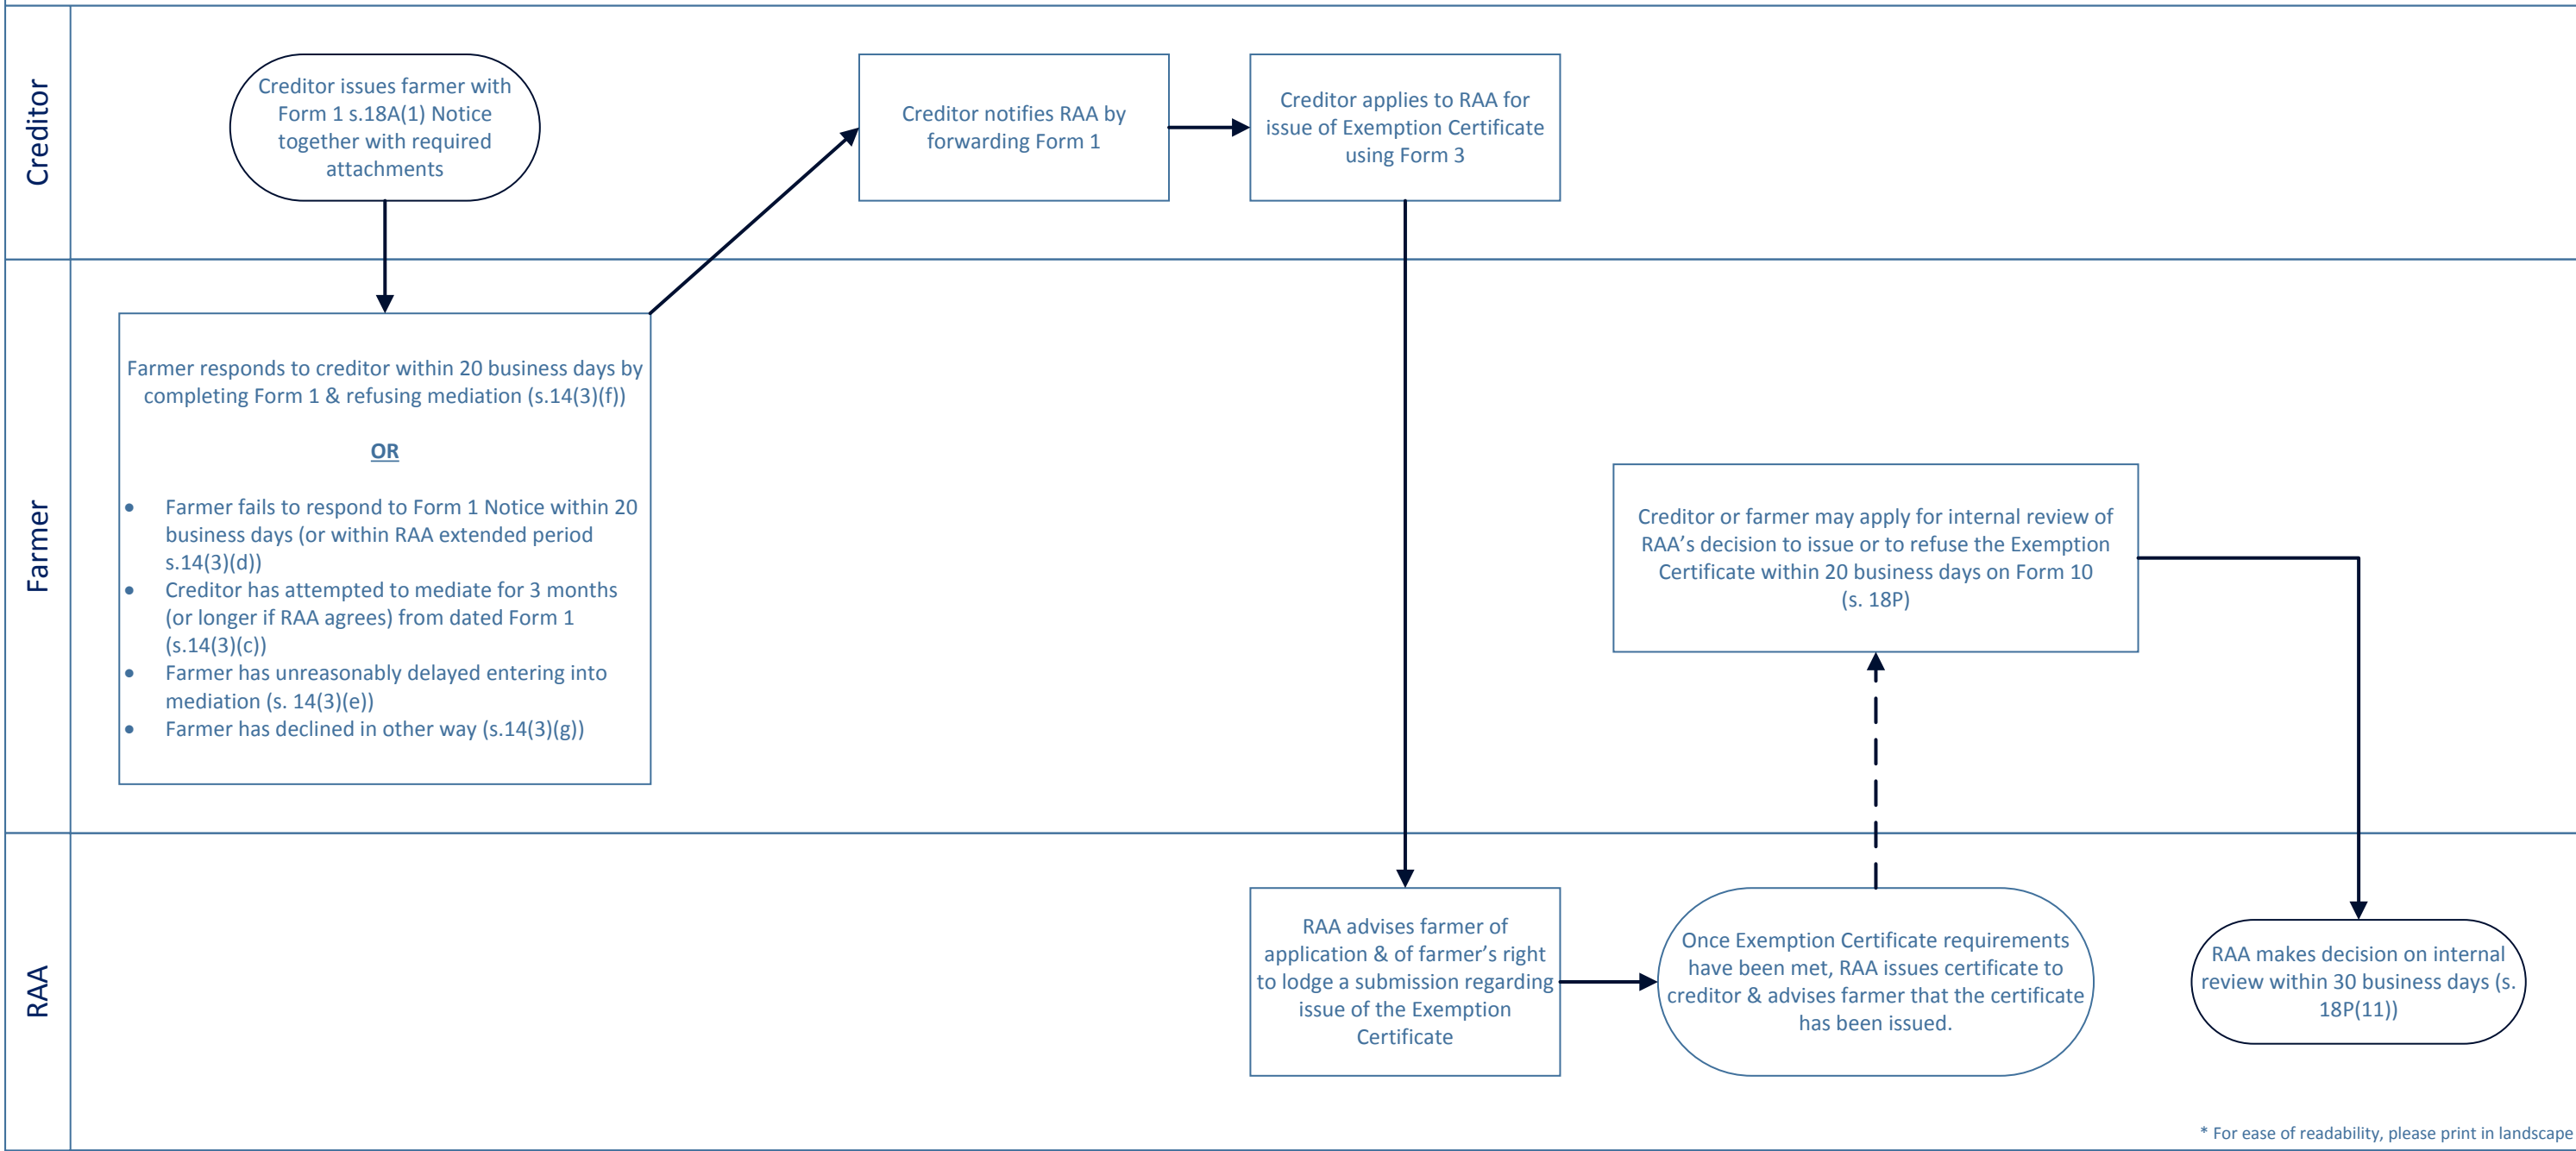 Creditor
Creditor issues farmer with
Form 1 s.18A(1) Notice
together with required
attachments
Creditor notifies RAA by
forwarding Form 1
Creditor applies to RAA for
issue of Exemption Certificate
using Form 3
Farmer
Farmer responds to creditor within 20 business days by
completing Form 1 & refusing mediation (s.14(3)(f))
OR
• Farmer fails to respond to Form 1 Notice within 20
business days (or within RAA extended period
s.14(3)(d))
• Creditor has attempted to mediate for 3 months
(or longer if RAA agrees) from dated Form 1
(s.14(3)(c))
• Farmer has unreasonably delayed entering into
mediation (s. 14(3)(e))
• Farmer has declined in other way (s.14(3)(g))
Creditor or farmer may apply for internal review of
RAA’s decision to issue or to refuse the Exemption
Certificate within 20 business days on Form 10
(s. 18P)
RAA
RAA advises farmer of
application & of farmer’s right
to lodge a submission regarding
issue of the Exemption
Certificate
Once Exemption Certificate requirements
have been met, RAA issues certificate to
creditor & advises farmer that the certificate
has been issued.
RAA makes decision on internal
review within 30 business days (s.
18P(11))
* For ease of readability, please print in landscape